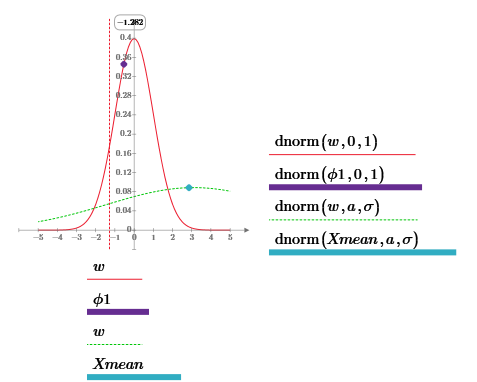 −1.282
0.4
0.36
0.32
0.28
0.24
0.2
0.16
0.12
0.08
0.04
0
−5 −4 −3 −2 −1 0 1 2 3 4 5
dnorm(w,0,1)
dnorm(ϕ1,0,1)
dnorm(w,a,σ)
dnorm(Xmean,a,σ)
w
ϕ1
w
Xmean